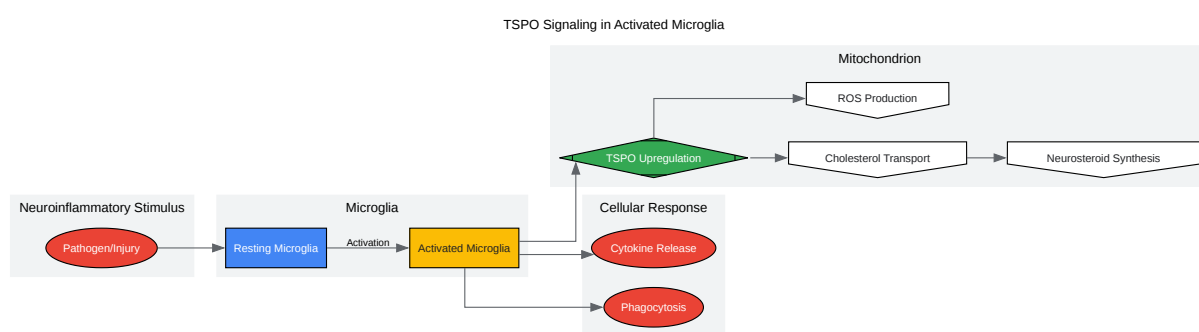 TSPO Signaling in Activated Microglia
Mitochondrion
ROS Production
TSPO Upregulation
Cholesterol Transport
Neurosteroid Synthesis
Neuroinflammatory Stimulus
Microglia
Cellular Response
Pathogen/Injury
Resting Microglia
Activation
Activated Microglia
Cytokine Release
Phagocytosis